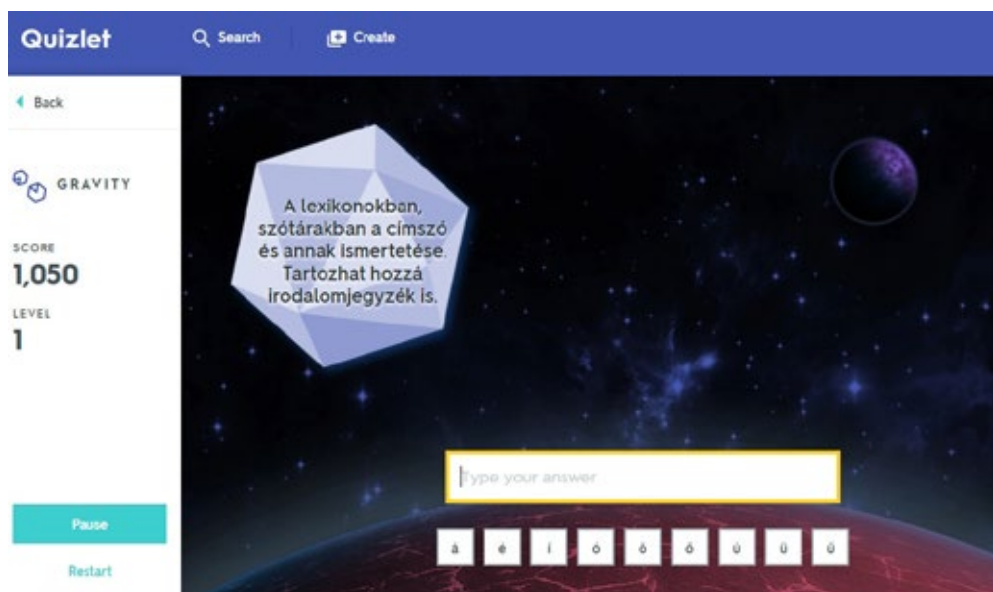 Quizlet
Search
Create
Back
GRAVITY
SCORE
1,050
LEVEL
1
A lexikonokban,
szótárakban a címszó
és annak ismertetése.
Tartozhat hozzá
irodalomjegyzék is.
Type your answer
Pause
Restart